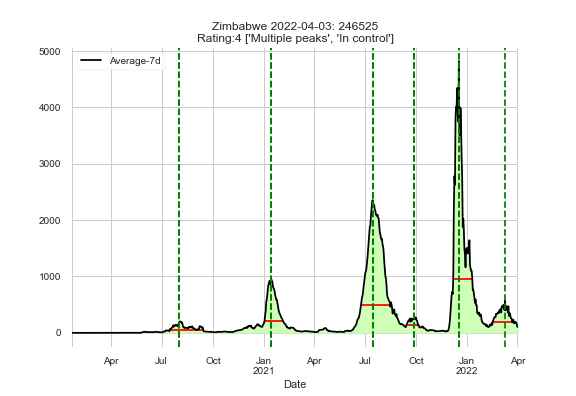 Zimbabwe 2022-04-03: 246525
Rating:4 ['Multiple peaks', 'In control']
Average-7d
5000
4000
3000
2000
1000
0
Apr Jul Oct Jan Apr Jul Oct Jan Apr
2021 2022
Date